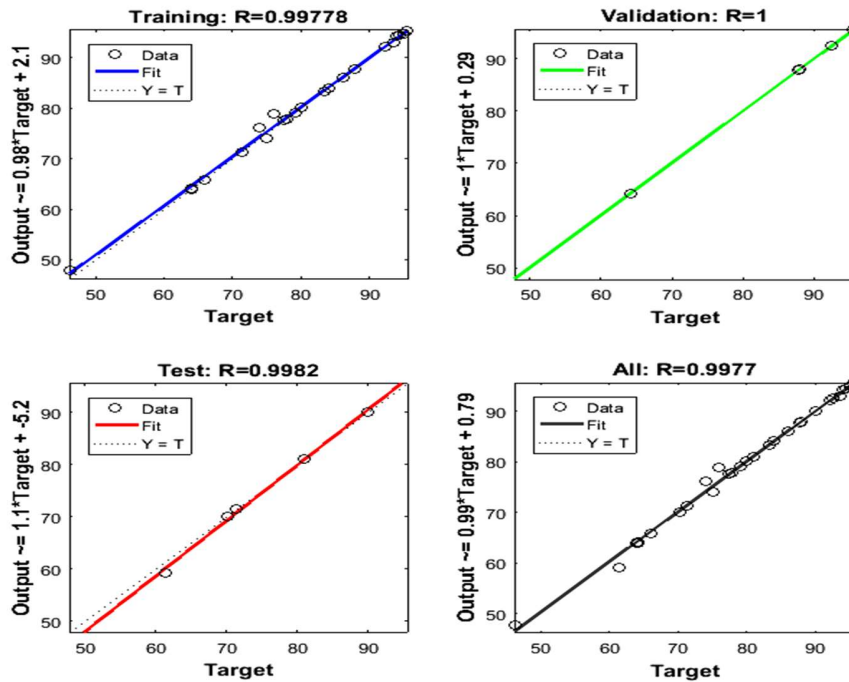 Training: R=0.99778
Output ~= 0.98*Target + 2.1
90
80
70
60
50
Data
Fit
Y = T
50 60 70 80 90
Target
Validation: R=1
Output ~= 1*Target + 0.29
90
80
70
60
50
Data
Fit
Y = T
50 60 70 80 90
Target
Test: R=0.9982
Output ~= 1.1*Target + -5.2
90
80
70
60
50
Data
Fit
Y = T
50 60 70 80 90
Target
All: R=0.9977
Output ~= 0.99*Target + 0.79
90
80
70
60
50
Data
Fit
Y = T
50 60 70 80 90
Target